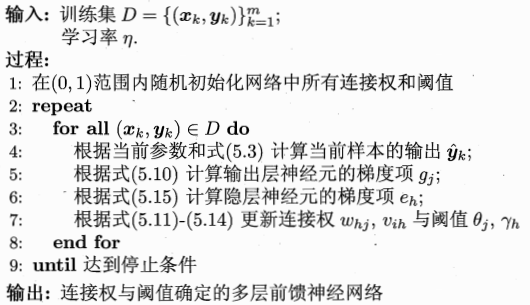 输入: 训练集 $D = \{(\boldsymbol{x}_k, \boldsymbol{y}_k)\}_{k=1}^{m}$;
学习率 $\eta$.
过程:
1: 在(0, 1)范围内随机初始化网络中所有连接权和阈值
2: repeat
3: for all $(\boldsymbol{x}_k, \boldsymbol{y}_k) \in D$ do
4: 根据当前参数和式(5.3) 计算当前样本的输出 $\hat{\boldsymbol{y}}_k$;
5: 根据式(5.10) 计算输出层神经元的梯度项 $g_j$;
6: 根据式(5.15) 计算隐层神经元的梯度项 $e_h$;
7: 根据式(5.11)-(5.14) 更新连接权 $w_{hj}$, $v_{ih}$ 与阈值 $\theta_j$, $\gamma_h$
8: end for
9: until 达到停止条件
输出: 连接权与阈值确定的多层前馈神经网络